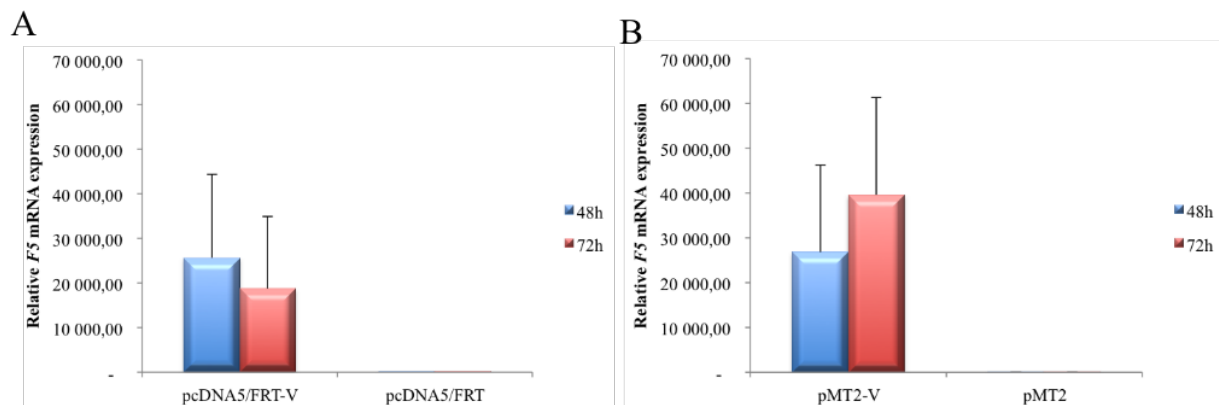 A
Relative F5 mRNA expression
70 000,00
60 000,00
50 000,00
40 000,00
30 000,00
20 000,00
10 000,00
-
pcDNA5/FRT-V
pcDNA5/FRT
48h
72h
B
Relative F5 mRNA expression
70 000,00
60 000,00
50 000,00
40 000,00
30 000,00
20 000,00
10 000,00
-
pMT2-V
pMT2
48h
72h